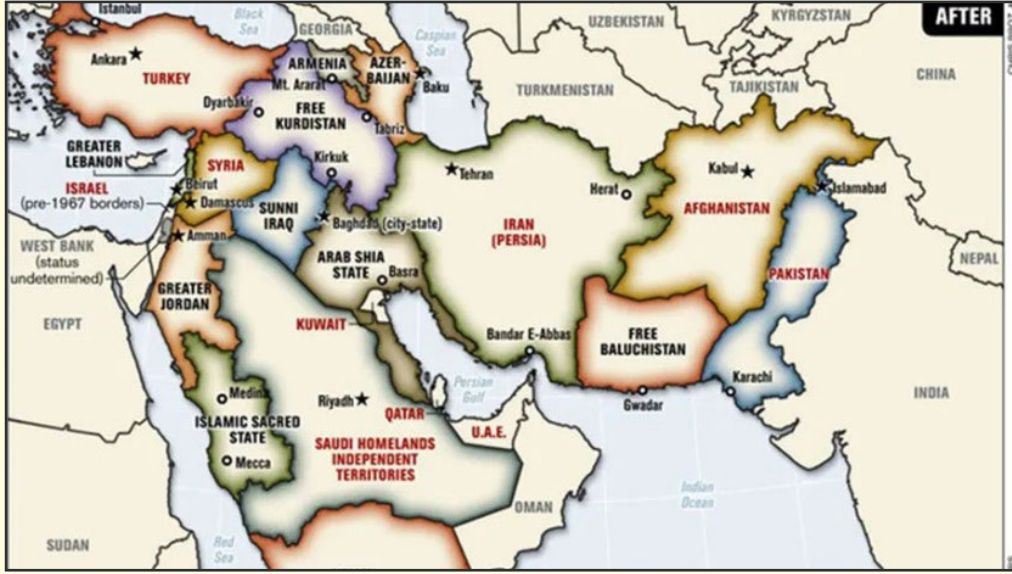 AFTER
Istanbul
Black
Sea
GEORGIA
Caspian
Sea
UZBEKISTAN
KYRGYZSTAN
Ankara
TURKEY
ARMENIA
Mt. Ararat
AZER-
BAIJAN
Baku
TURKMENISTAN
TAJIKISTAN
CHINA
Dyarbakir
FREE
KURDISTAN
Tabriz
GREATER
LEBANON
SYRIA
Kirkuk
Tehran
Herat
Kabul
Islamabad
ISRAEL
(pre-1967 borders)
Beirut
Damascus
SUNNI
IRAQ
Baghdad (city-state)
IRAN
(PERSIA)
AFGHANISTAN
WEST BANK
(status
undetermined)
Amman
ARAB SHIA
STATE
Basra
PAKISTAN
NEPAL
GREATER
JORDAN
EGYPT
KUWAIT
Bandar E-Abbas
FREE
BALUCHISTAN
Persian
Gulf
Karachi
Gwadar
INDIA
Medina
Riyadh
QATAR
U.A.E.
ISLAMIC SACRED
STATE
Mecca
SAUDI HOMELANDS
INDEPENDENT
TERRITORIES
OMAN
Indian
Ocean
SUDAN
Red
Sea